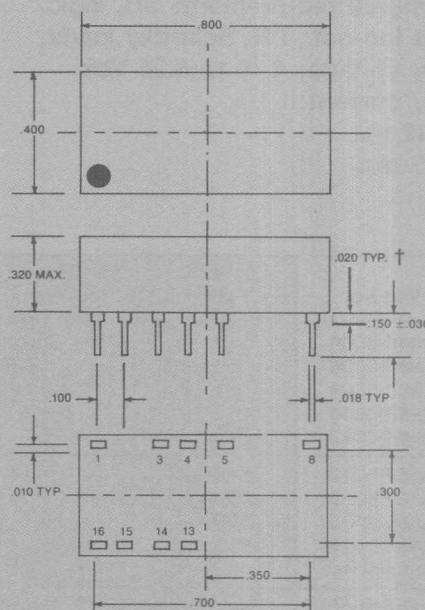 .800
.400
.320 MAX.
.020 TYP. †
.150 ±.030
.100
.018 TYP
1 3 4 5 8
.010 TYP
.300
16 15 14 13
.350
.700